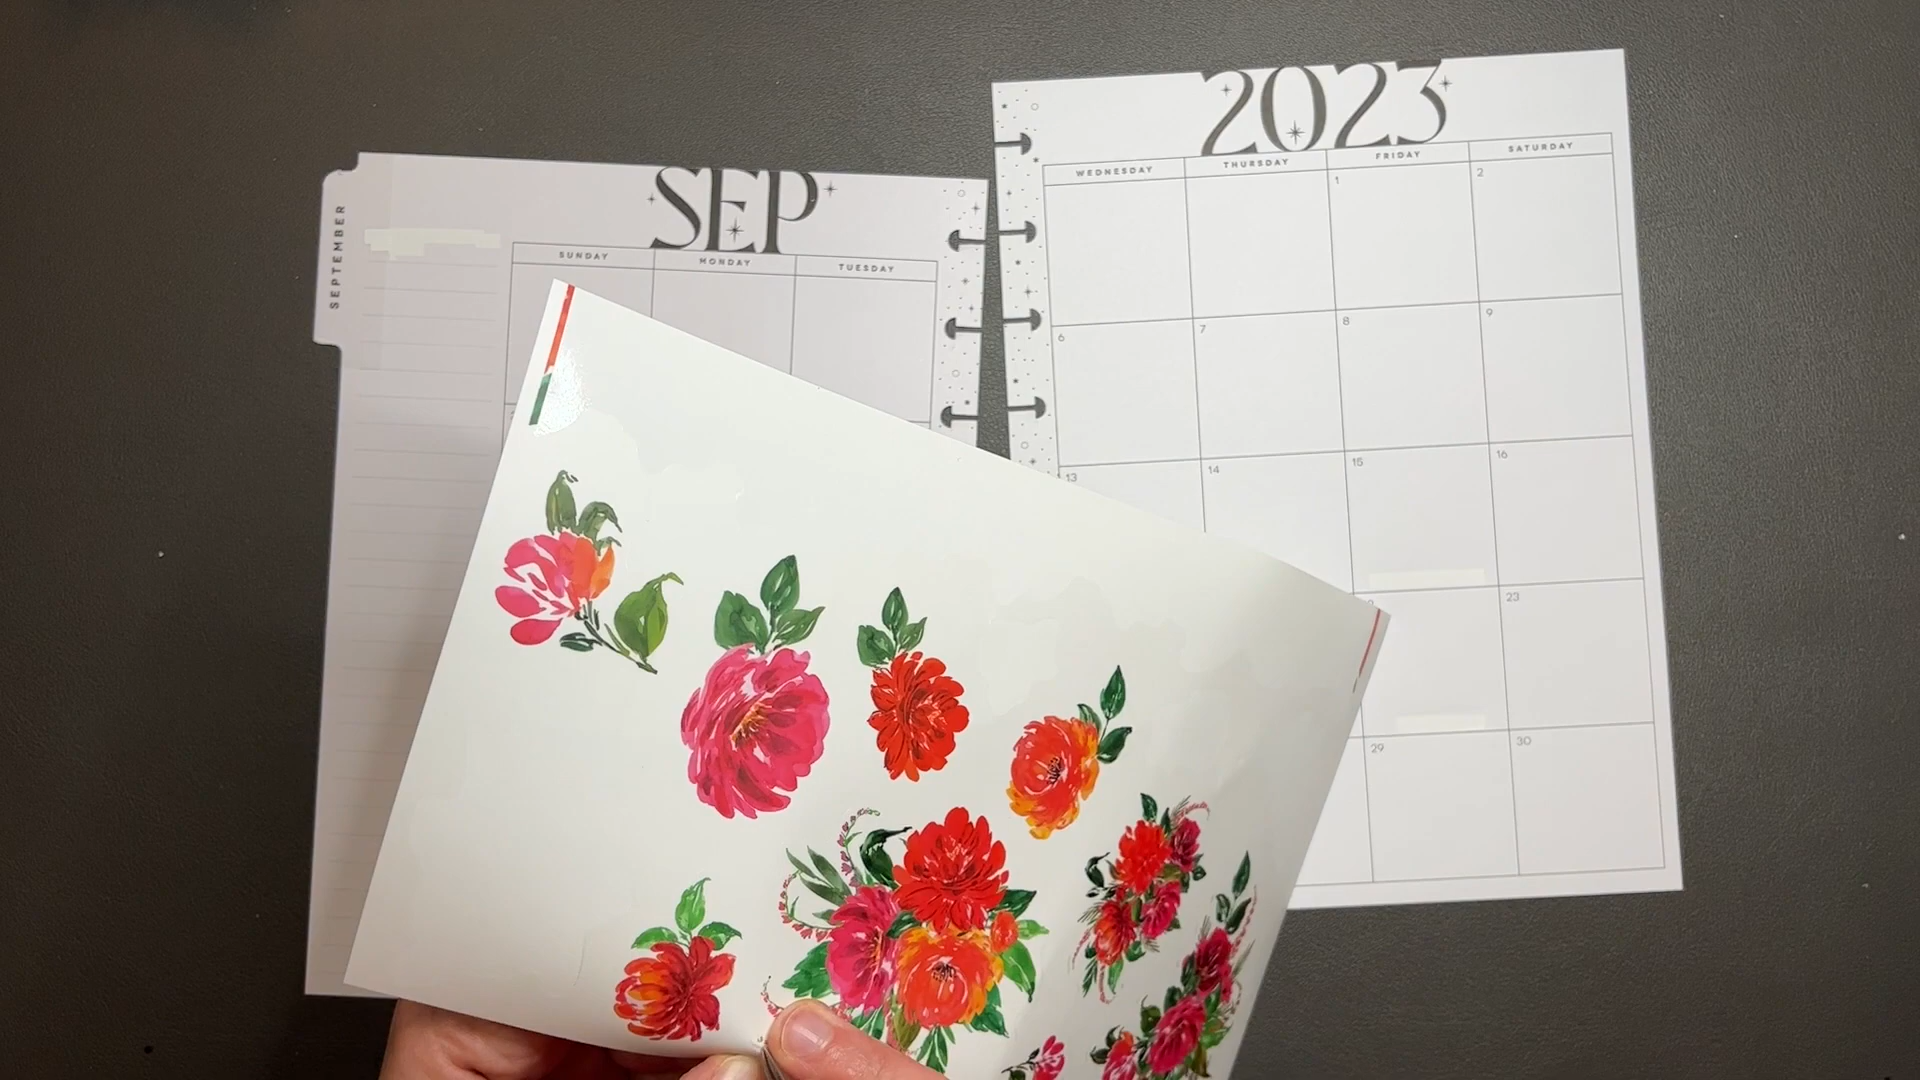 SEPTEMBER
SEP
SUNDAY MONDAY TUESDAY
2023
WEDNESDAY THURSDAY FRIDAY SATURDAY
1 2
6 7 8 9
13 14 15 16
23
29 30